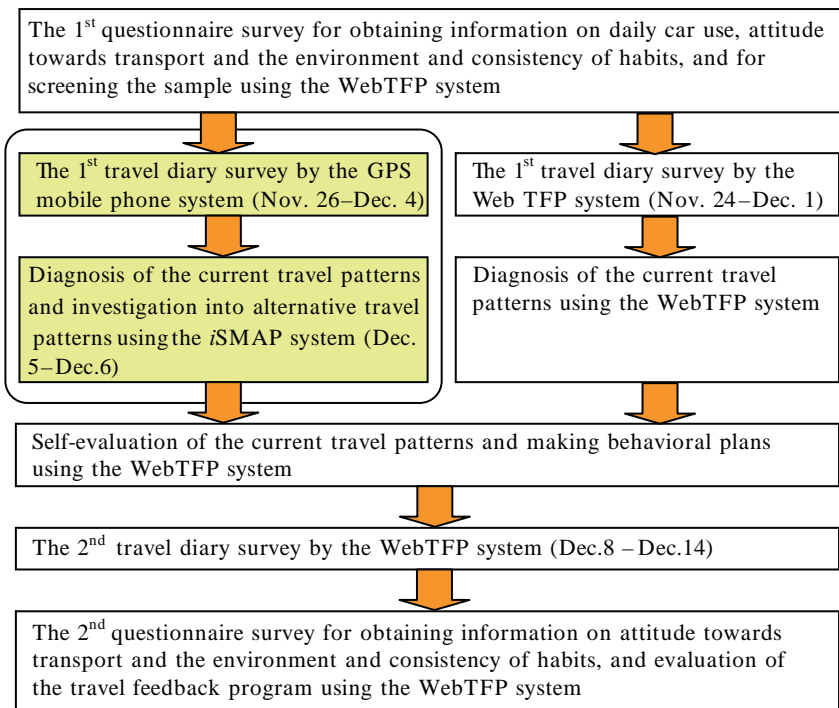 The 1st questionnaire survey for obtaining information on daily car use, attitude
towards transport and the environment and consistency of habits, and for
screening the sample using the WebTFP system
The 1st travel diary survey by the GPS
mobile phone system (Nov. 26–Dec. 4)
The 1st travel diary survey by the
Web TFP system (Nov. 24–Dec. 1)
Diagnosis of the current travel patterns
and investigation into alternative travel
patterns using the iSMAP system (Dec.
5–Dec.6)
Diagnosis of the current travel
patterns using the WebTFP system
Self-evaluation of the current travel patterns and making behavioral plans
using the WebTFP system
The 2nd travel diary survey by the WebTFP system (Dec.8 –Dec.14)
The 2nd questionnaire survey for obtaining information on attitude towards
transport and the environment and consistency of habits, and evaluation of
the travel feedback program using the WebTFP system